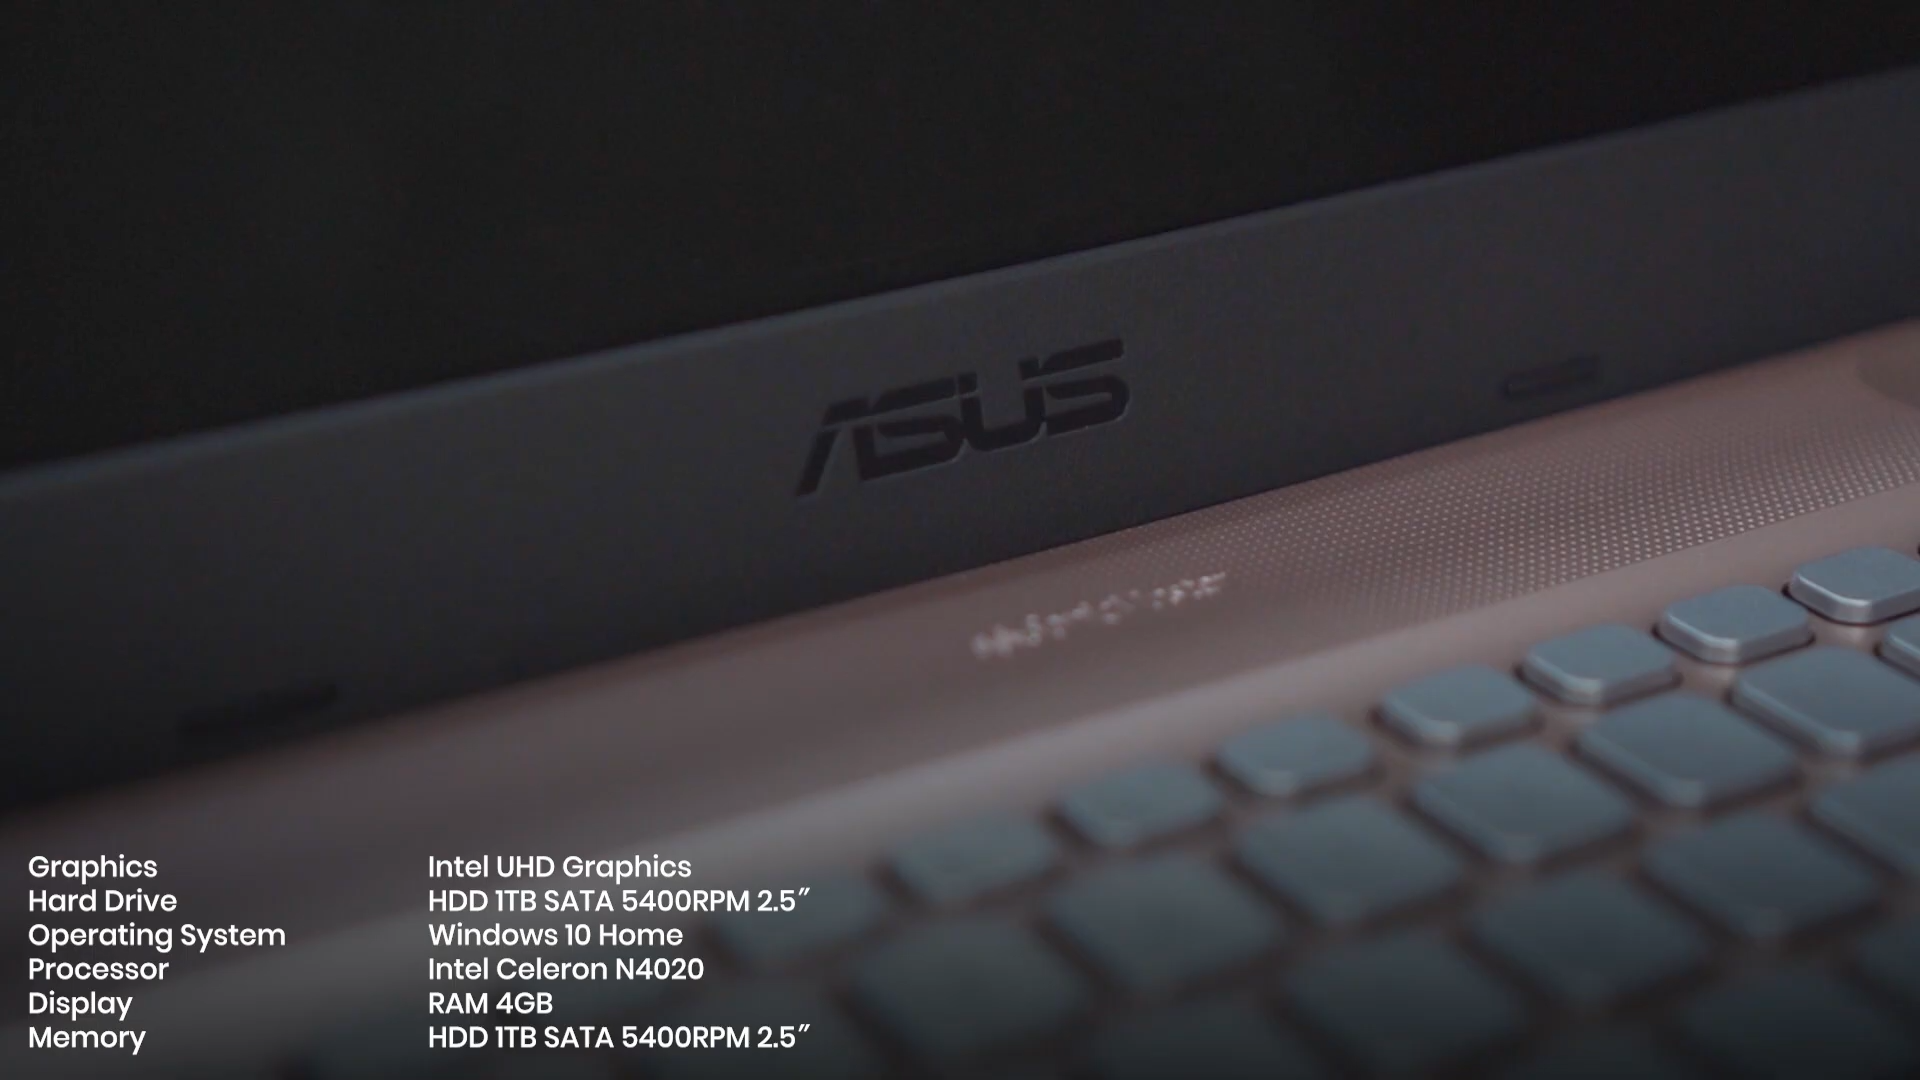 ASUS
Graphics Intel UHD Graphics
Hard Drive HDD 1TB SATA 5400RPM 2.5″
Operating System Windows 10 Home
Processor Intel Celeron N4020
Display RAM 4GB
Memory HDD 1TB SATA 5400RPM 2.5″